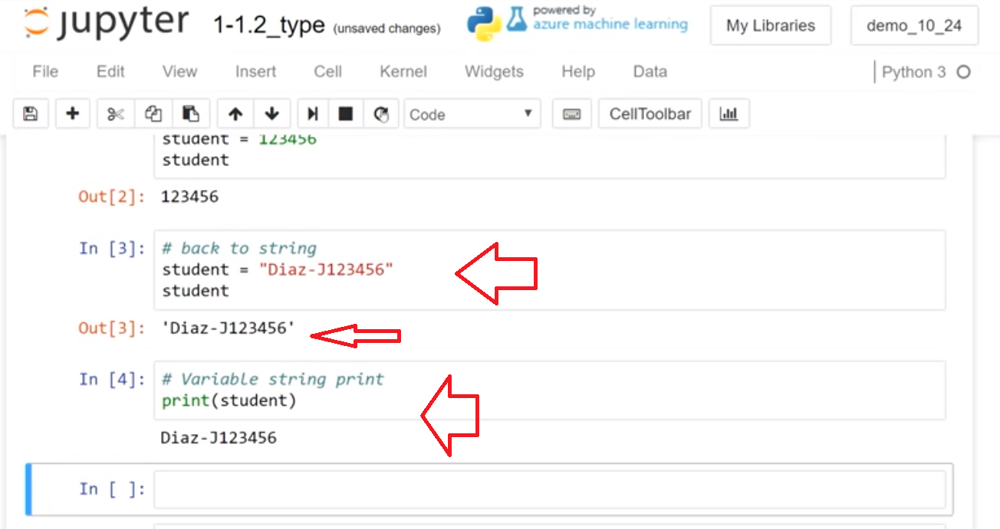 jupyter 1-1.2_type (unsaved changes) powered by azure machine learning My Libraries demo_10_24
File Edit View Insert Cell Kernel Widgets Help Data Python 3
Code CellToolbar
student = 123456
student
Out[2]: 123456
In [3]: # back to string
student = "Diaz-J123456"
student
Out[3]: 'Diaz-J123456'
In [4]: # Variable string print
print(student)
Diaz-J123456
In [ ]: